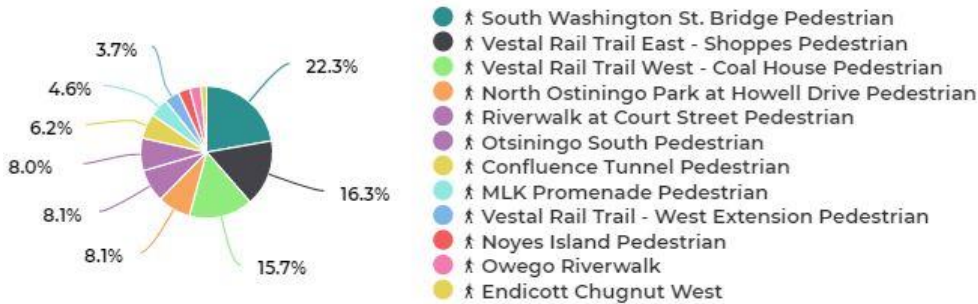 3.7%
22.3%
4.6%
6.2%
8.0%
16.3%
8.1%
8.1%
15.7%
South Washington St. Bridge Pedestrian
Vestal Rail Trail East - Shoppes Pedestrian
Vestal Rail Trail West - Coal House Pedestrian
North Ostiningo Park at Howell Drive Pedestrian
Riverwalk at Court Street Pedestrian
Otsiningo South Pedestrian
Confluence Tunnel Pedestrian
MLK Promenade Pedestrian
Vestal Rail Trail - West Extension Pedestrian
Noyes Island Pedestrian
Owego Riverwalk
Endicott Chugnut West